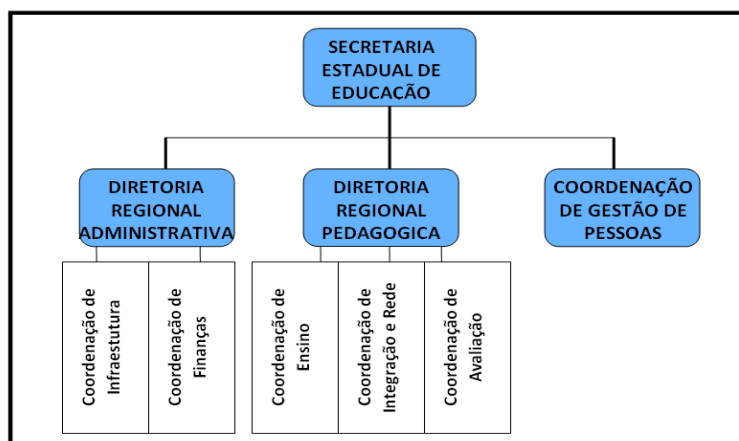 SECRETARIA
ESTADUAL DE
EDUCAÇÃO
DIRETORIA
REGIONAL
ADMINISTRATIVA
DIRETORIA
REGIONAL
PEDAGOGICA
COORDENAÇÃO
DE GESTÃO DE
PESSOAS
Coordenação de
Infraestutura
Coordenação de
Finanças
Coordenação de
Ensino
Coordenação de
Integração e Rede
Coordenação de
Avaliação